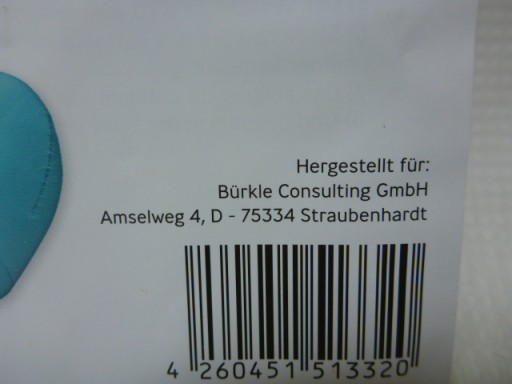 Hergestellt für:
Bürkle Consulting GmbH
Amselweg 4, D - 75334 Straubenhardt
4 260451 513320